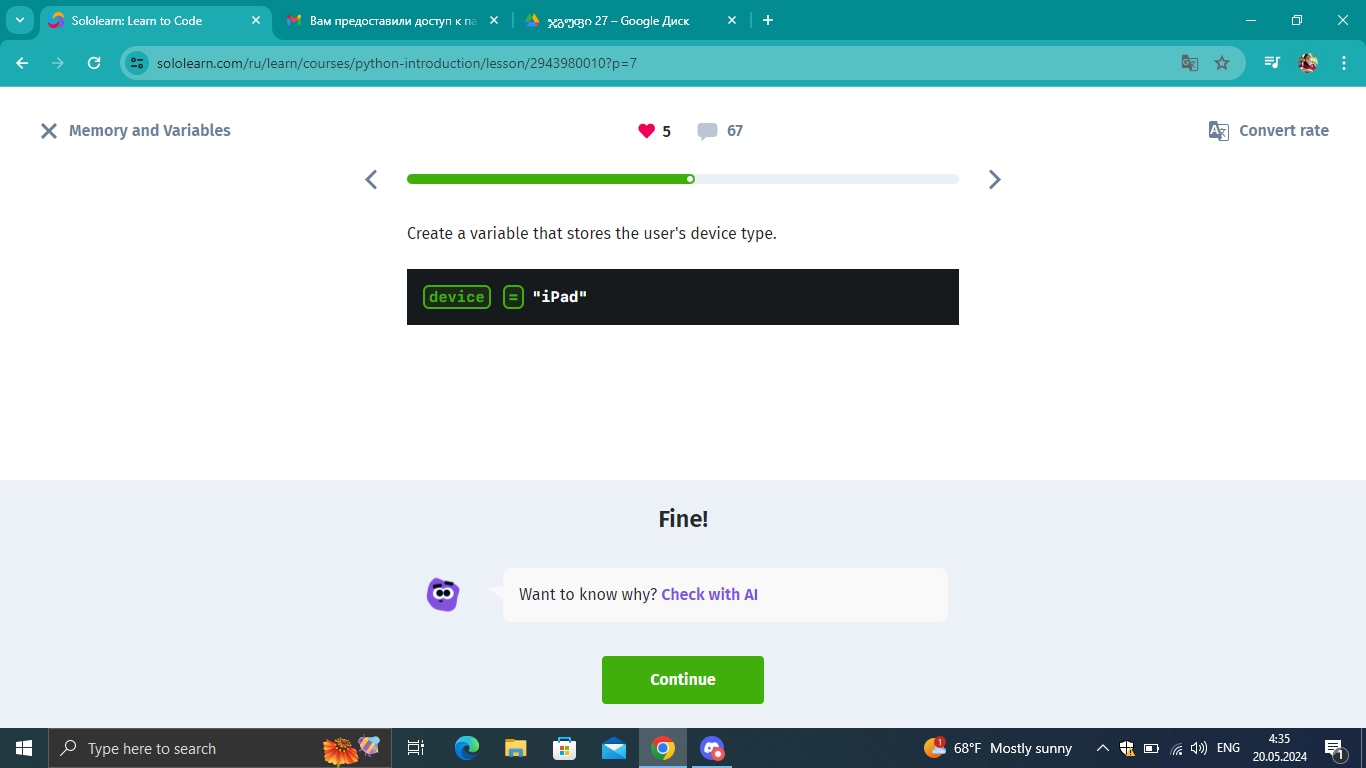 Sololearn: Learn to Code
Вам предоставили доступ к па
ჯგუფი 27 – Google Диск
sololearn.com/ru/learn/courses/python-introduction/lesson/2943980010?p=7
Memory and Variables
5
67
Convert rate
Create a variable that stores the user's device type.
device = "iPad"
Fine!
Want to know why? Check with AI
Continue
Type here to search
1
68°F Mostly sunny
ENG
4:35
20.05.2024
1